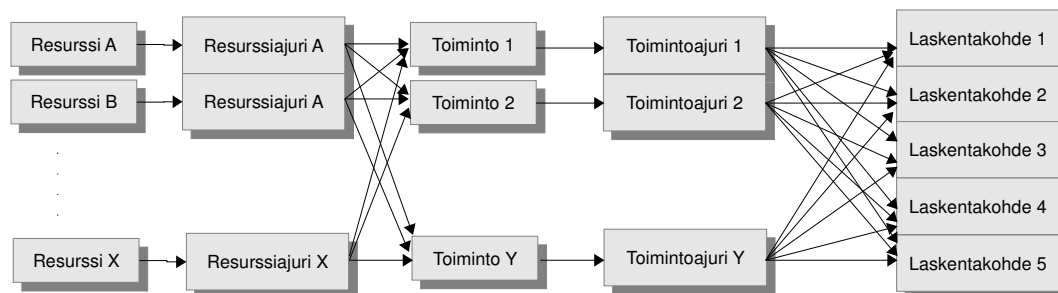 Resurssi A
Resurssiajuri A
Toiminto 1
Toimintoajuri 1
Laskentakohde 1
Resurssi B
Resurssiajuri A
Toiminto 2
Toimintoajuri 2
Laskentakohde 2
Laskentakohde 3
Laskentakohde 4
Resurssi X
Resurssiajuri X
Toiminto Y
Toimintoajuri Y
Laskentakohde 5